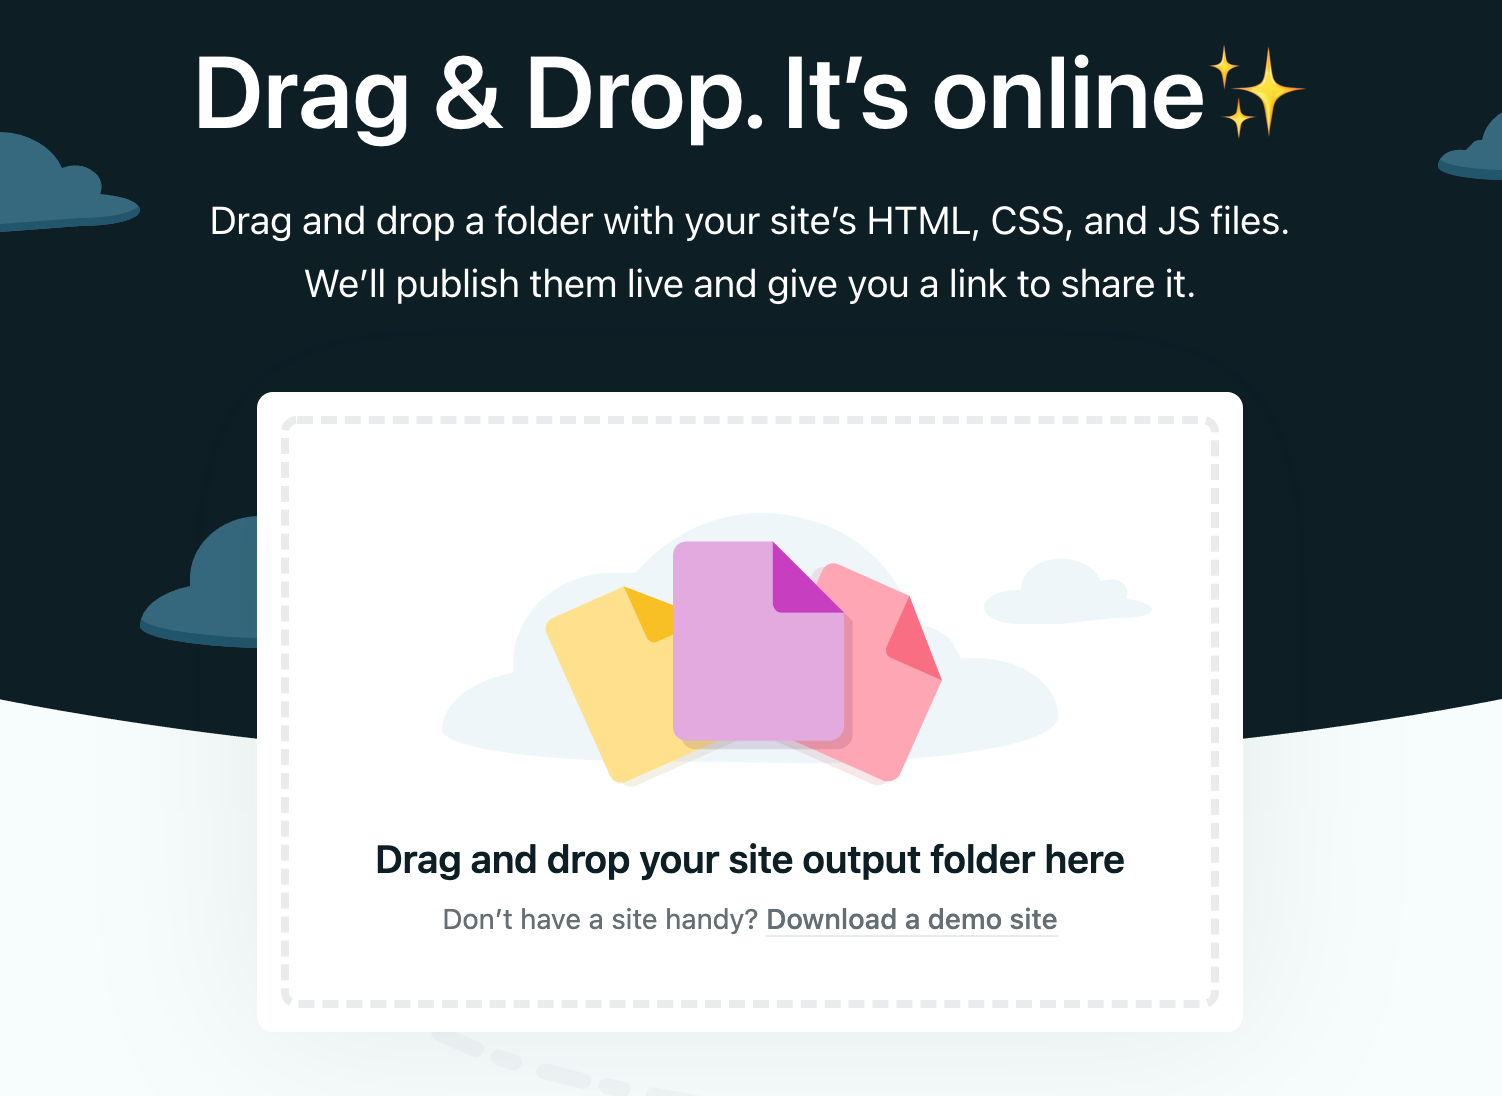 Drag & Drop. It’s online✨
Drag and drop a folder with your site’s HTML, CSS, and JS files.
We’ll publish them live and give you a link to share it.
Drag and drop your site output folder here
Don’t have a site handy? Download a demo site